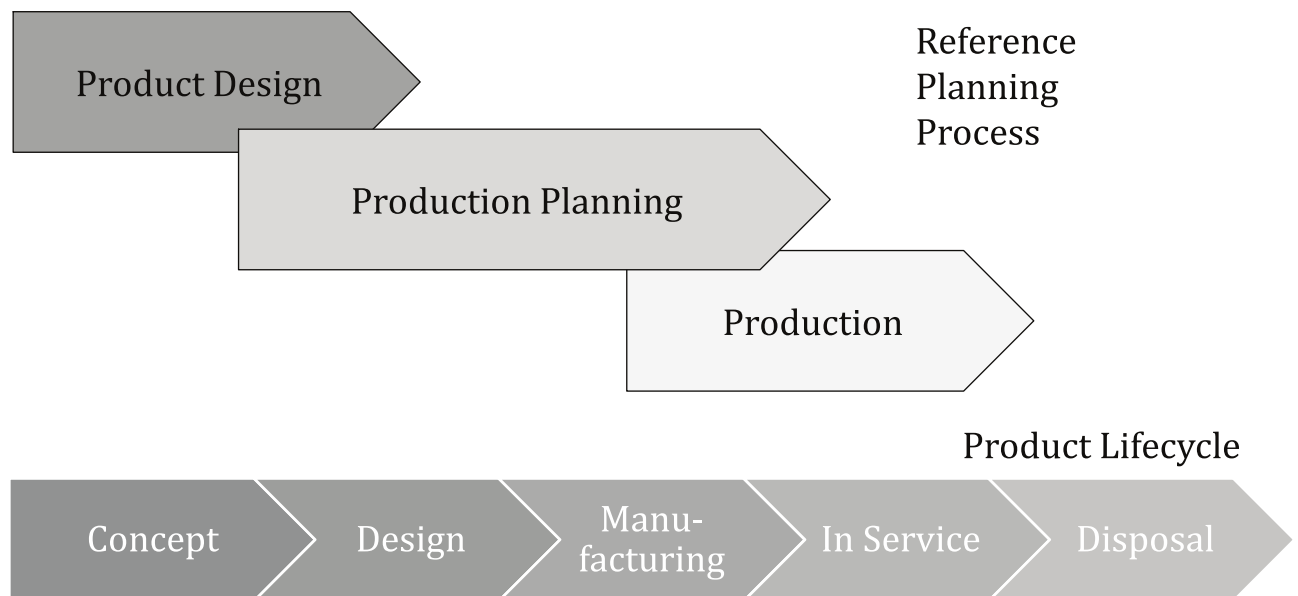 Product Design
Reference
Planning
Process
Production Planning
Production
Product Lifecycle
Concept
Design
Manu-
facturing
In Service
Disposal